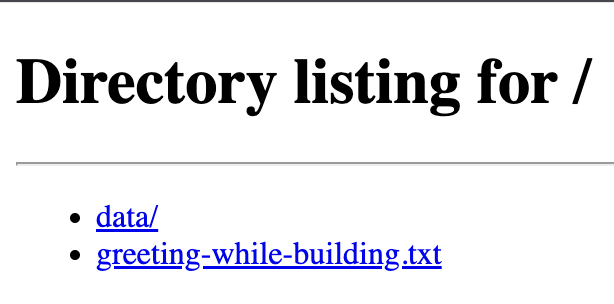 Directory listing for /
data/
greeting-while-building.txt